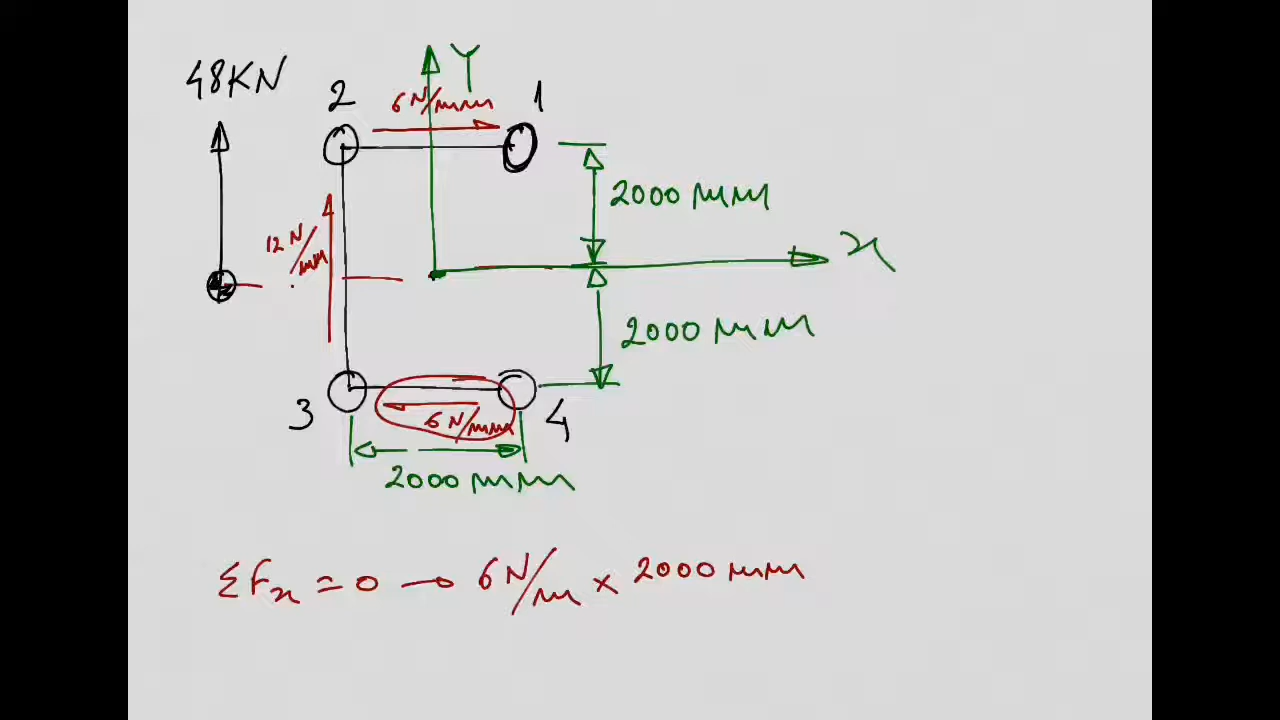 48KN
Y
2
6 N/mm
1
2000 mm
12 N/mm
x
2000 mm
3
6 N/mm
4
2000 mm
ΣFx = 0 → 6 N/m × 2000 mm